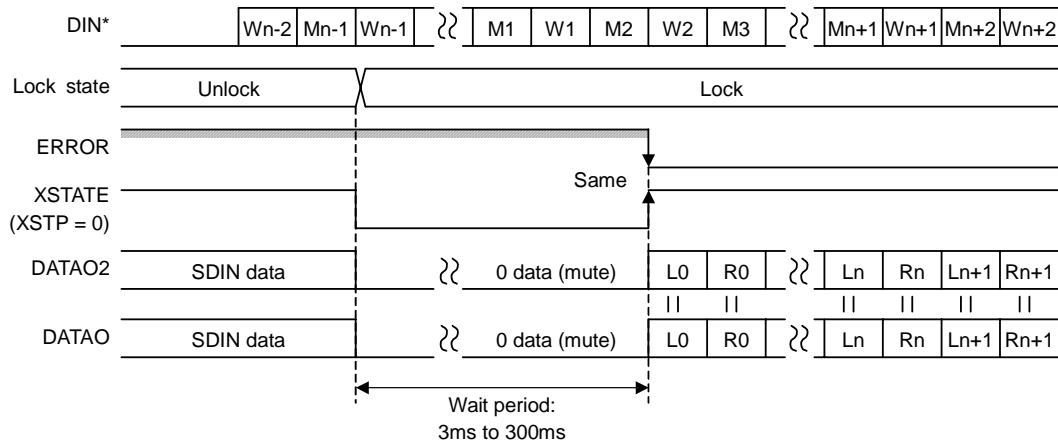 DIN* Wn-2 Mn-1 Wn-1 M1 W1 M2 W2 M3 Mn+1 Wn+1 Mn+2 Wn+2
Lock state Unlock Lock
ERROR
Same
XSTATE
(XSTP = 0)
DATAO2 SDIN data 0 data (mute) L0 R0 Ln Rn Ln+1 Rn+1
DATAO SDIN data 0 data (mute) L0 R0 Ln Rn Ln+1 Rn+1
Wait period:
3ms to 300ms